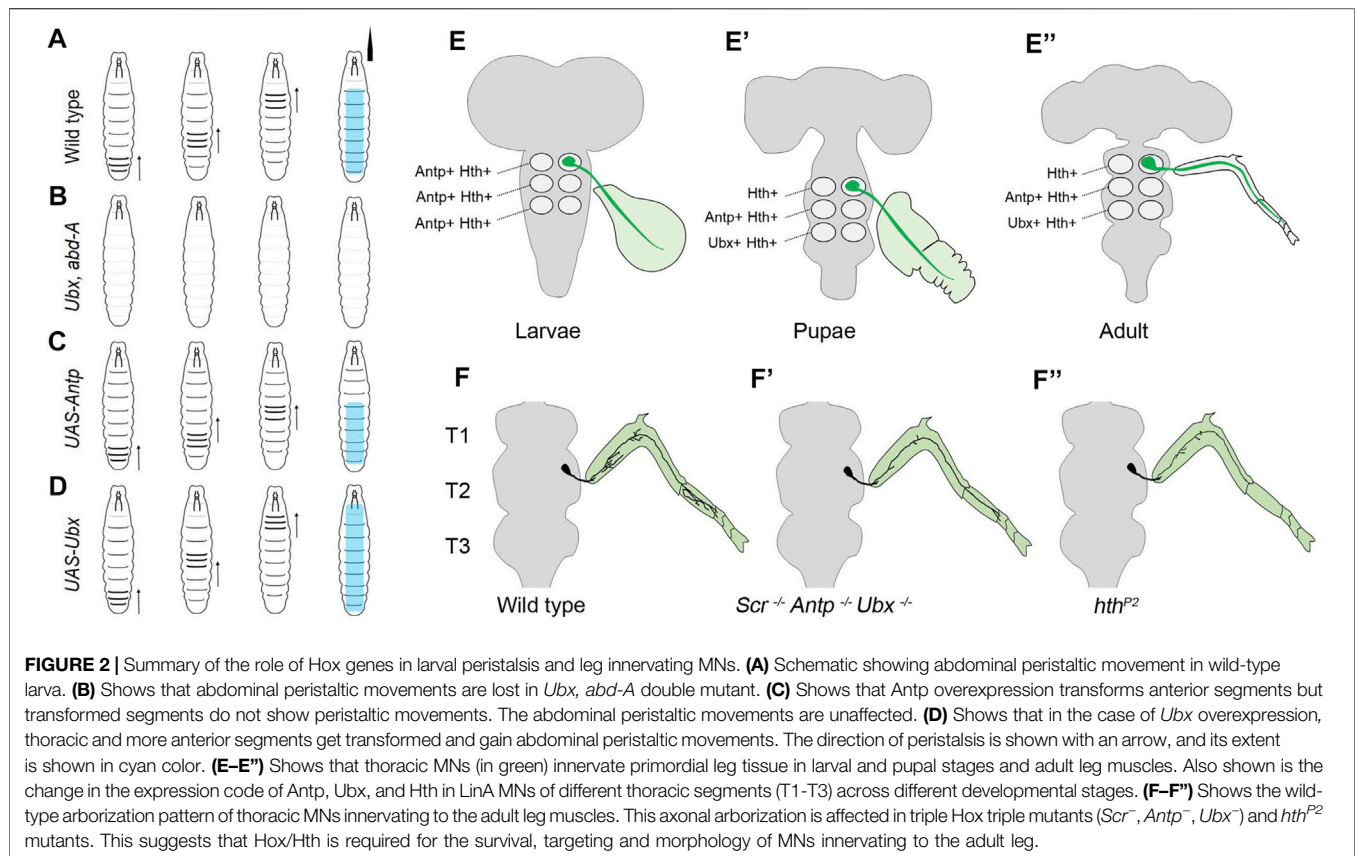 A
Wild type
B
Ubx, abd-A
C
UAS-Antp
D
UAS-Ubx
E
Antp+ Hth+
Antp+ Hth+
Antp+ Hth+
Larvae
E’
Hth+
Antp+ Hth+
Ubx+ Hth+
Pupae
E”
Hth+
Antp+ Hth+
Ubx+ Hth+
Adult
F
T1
T2
T3
Wild type
F’
Scr -/- Antp -/- Ubx -/-
F”
hthP2
FIGURE 2 | Summary of the role of Hox genes in larval peristalsis and leg innervating MNs. (A) Schematic showing abdominal peristaltic movement in wild-type
larva. (B) Shows that abdominal peristaltic movements are lost in Ubx, abd-A double mutant. (C) Shows that Antp overexpression transforms anterior segments but
transformed segments do not show peristaltic movements. The abdominal peristaltic movements are unaffected. (D) Shows that in the case of Ubx overexpression,
thoracic and more anterior segments get transformed and gain abdominal peristaltic movements. The direction of peristalsis is shown with an arrow, and its extent
is shown in cyan color. (E–E”) Shows that thoracic MNs (in green) innervate primordial leg tissue in larval and pupal stages and adult leg muscles. Also shown is the
change in the expression code of Antp, Ubx, and Hth in LinA MNs of different thoracic segments (T1-T3) across different developmental stages. (F–F”) Shows the wild-
type arborization pattern of thoracic MNs innervating to the adult leg muscles. This axonal arborization is affected in triple Hox triple mutants (Scr−, Antp−, Ubx−) and hthP2
mutants. This suggests that Hox/Hth is required for the survival, targeting and morphology of MNs innervating to the adult leg.